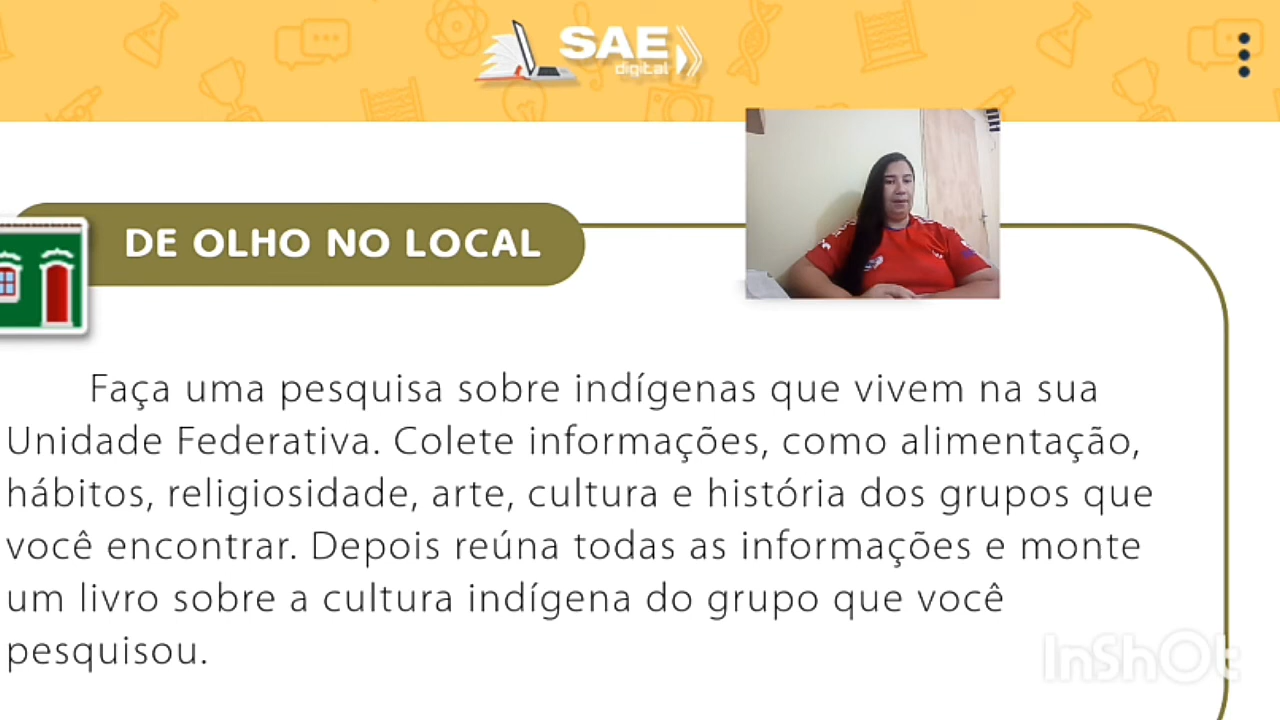 SAE
digital
DE OLHO NO LOCAL
Faça uma pesquisa sobre indígenas que vivem na sua
Unidade Federativa. Colete informações, como alimentação,
hábitos, religiosidade, arte, cultura e história dos grupos que
você encontrar. Depois reúna todas as informações e monte
um livro sobre a cultura indígena do grupo que você
pesquisou.
InShOt